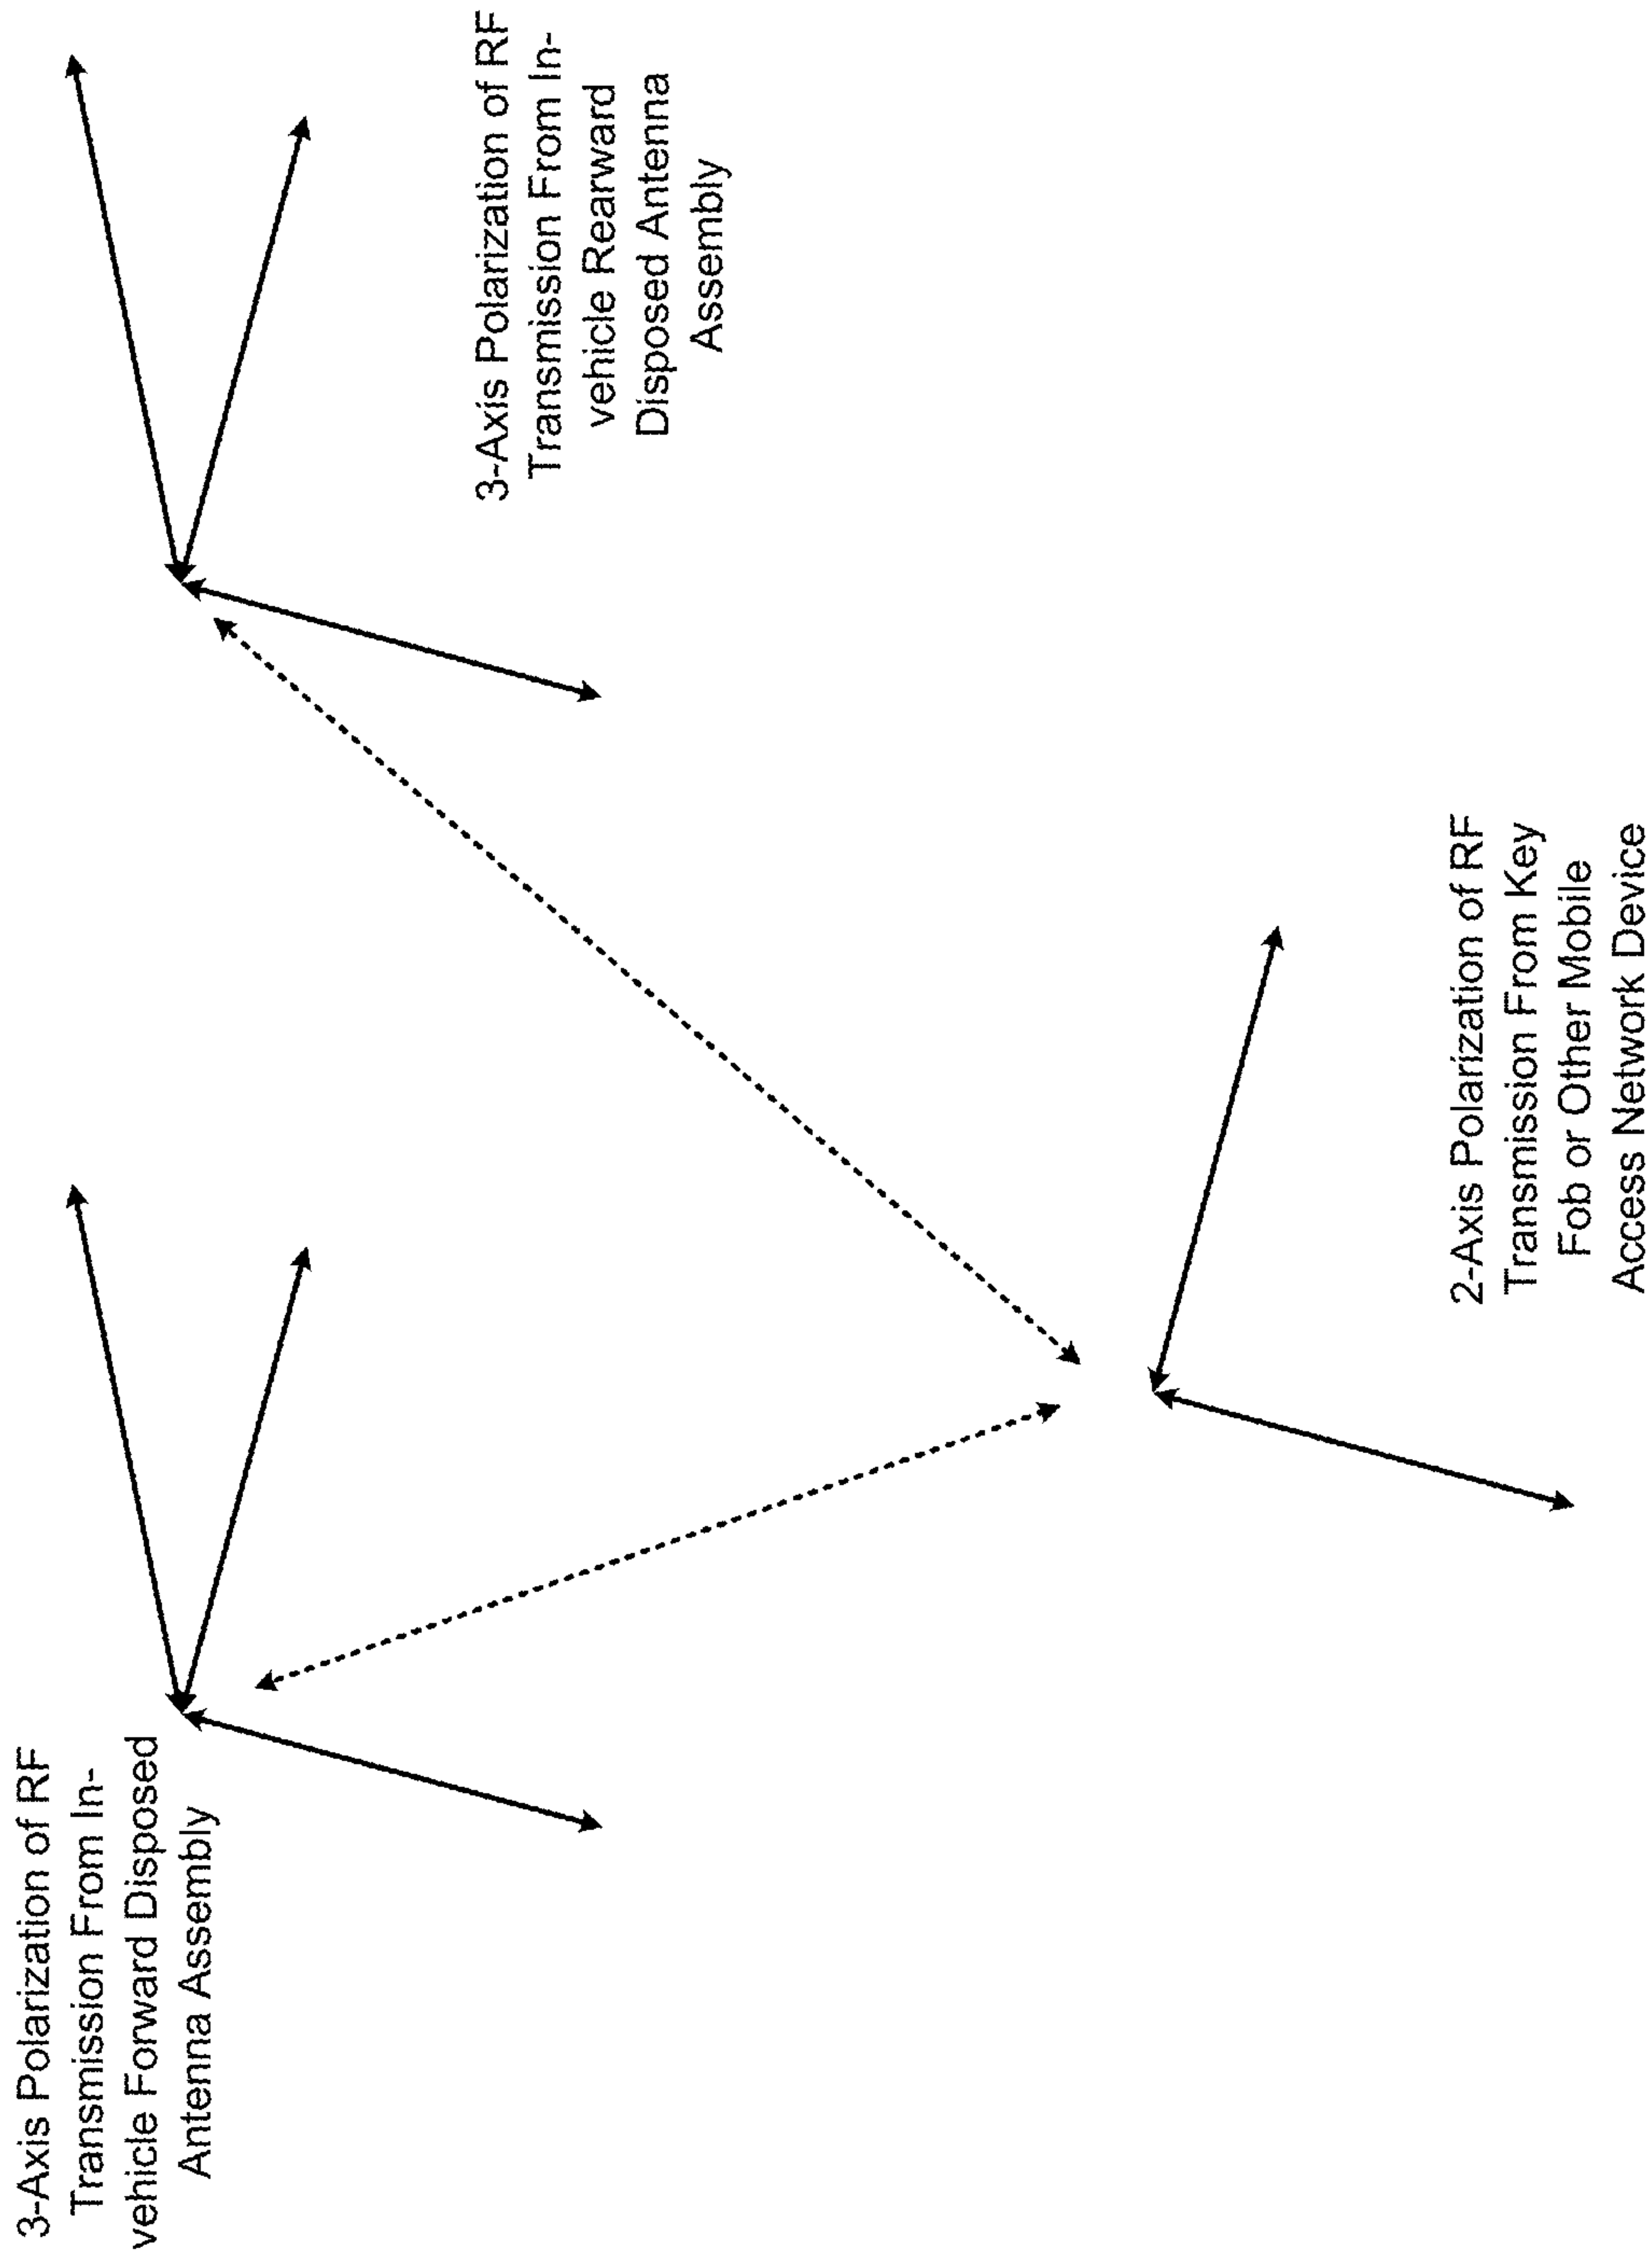 3-Axis Polarization of RF
Transmission From In-
vehicle Forward Disposed
Antenna Assembly
3-Axis Polarization of RF
Transmission From In-
vehicle Rearward
Disposed Antenna
Assembly
2-Axis Polarization of RF
Transmission From Key
Fob or Other Mobile
Access Network Device